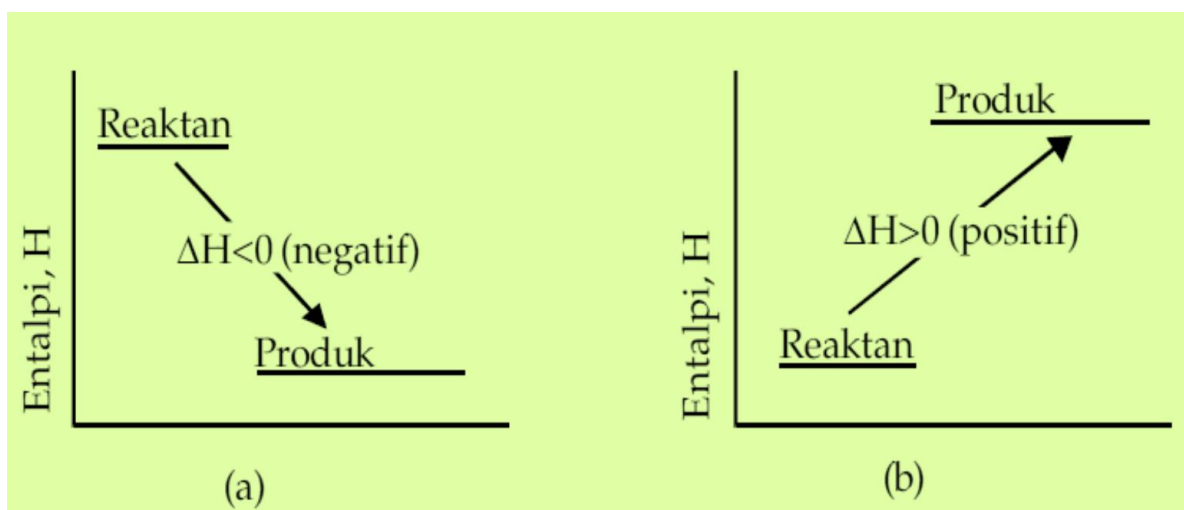 Entalpi, H
Reaktan
ΔH<0 (negatif)
Produk
(a)
Entalpi, H
Produk
ΔH>0 (positif)
Reaktan
(b)